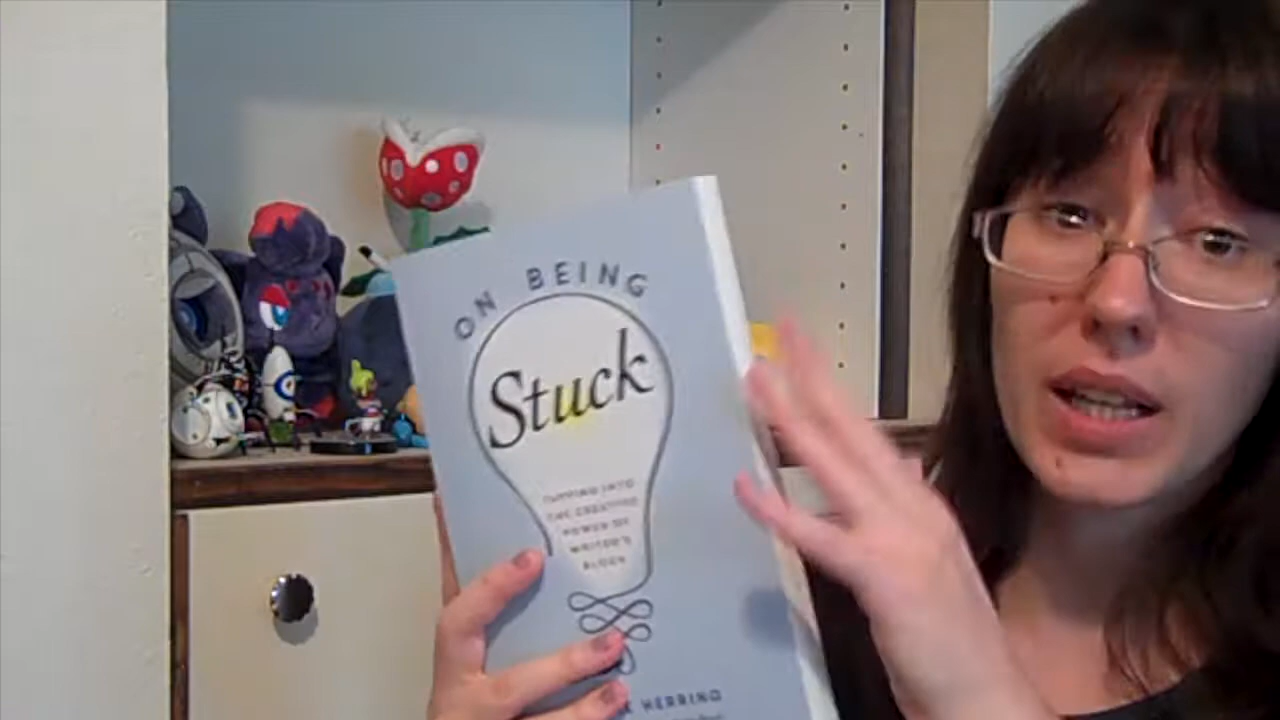 ON BEING
Stuck
TAPPING INTO
THE CREATIVE
POWER OF
WRITER'S
BLOCK
HERRING